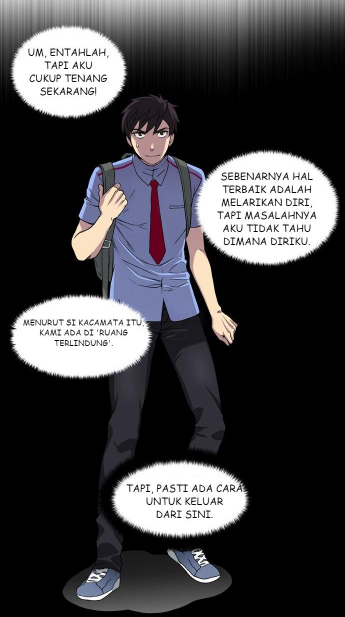 UM, ENTAHLAH,
TAPI AKU
CUKUP TENANG
SEKARANG!
SEBENARNYA HAL
TERBAIK ADALAH
MELARIKAN DIRI,
TAPI MASALAHNYA
AKU TIDAK TAHU
DIMANA DIRIKU.
MENURUT SI KACAMATA ITU,
KAMI ADA DI 'RUANG
TERLINDUNG'.
TAPI, PASTI ADA CARA
UNTUK KELUAR
DARI SINI.